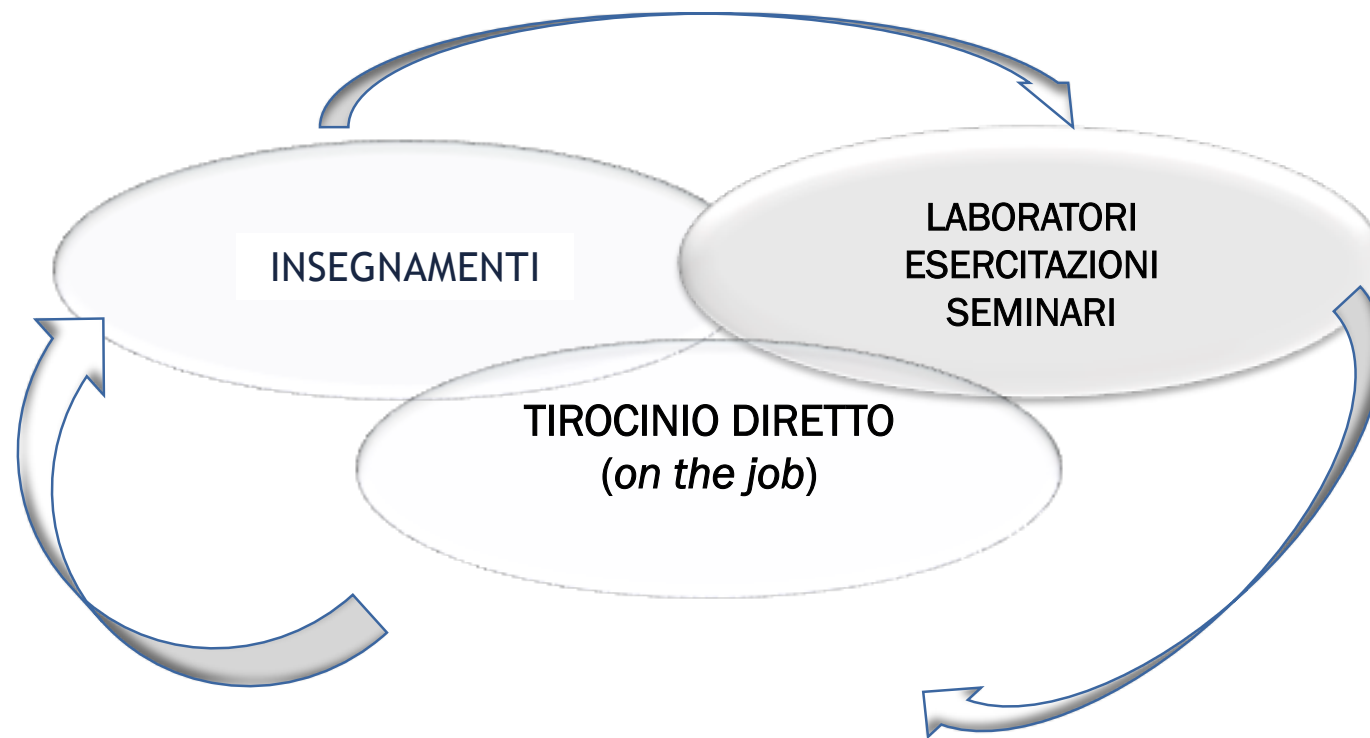 INSEGNAMENTI
LABORATORI
ESERCITAZIONI
SEMINARI
TIROCINIO DIRETTO
(on the job)